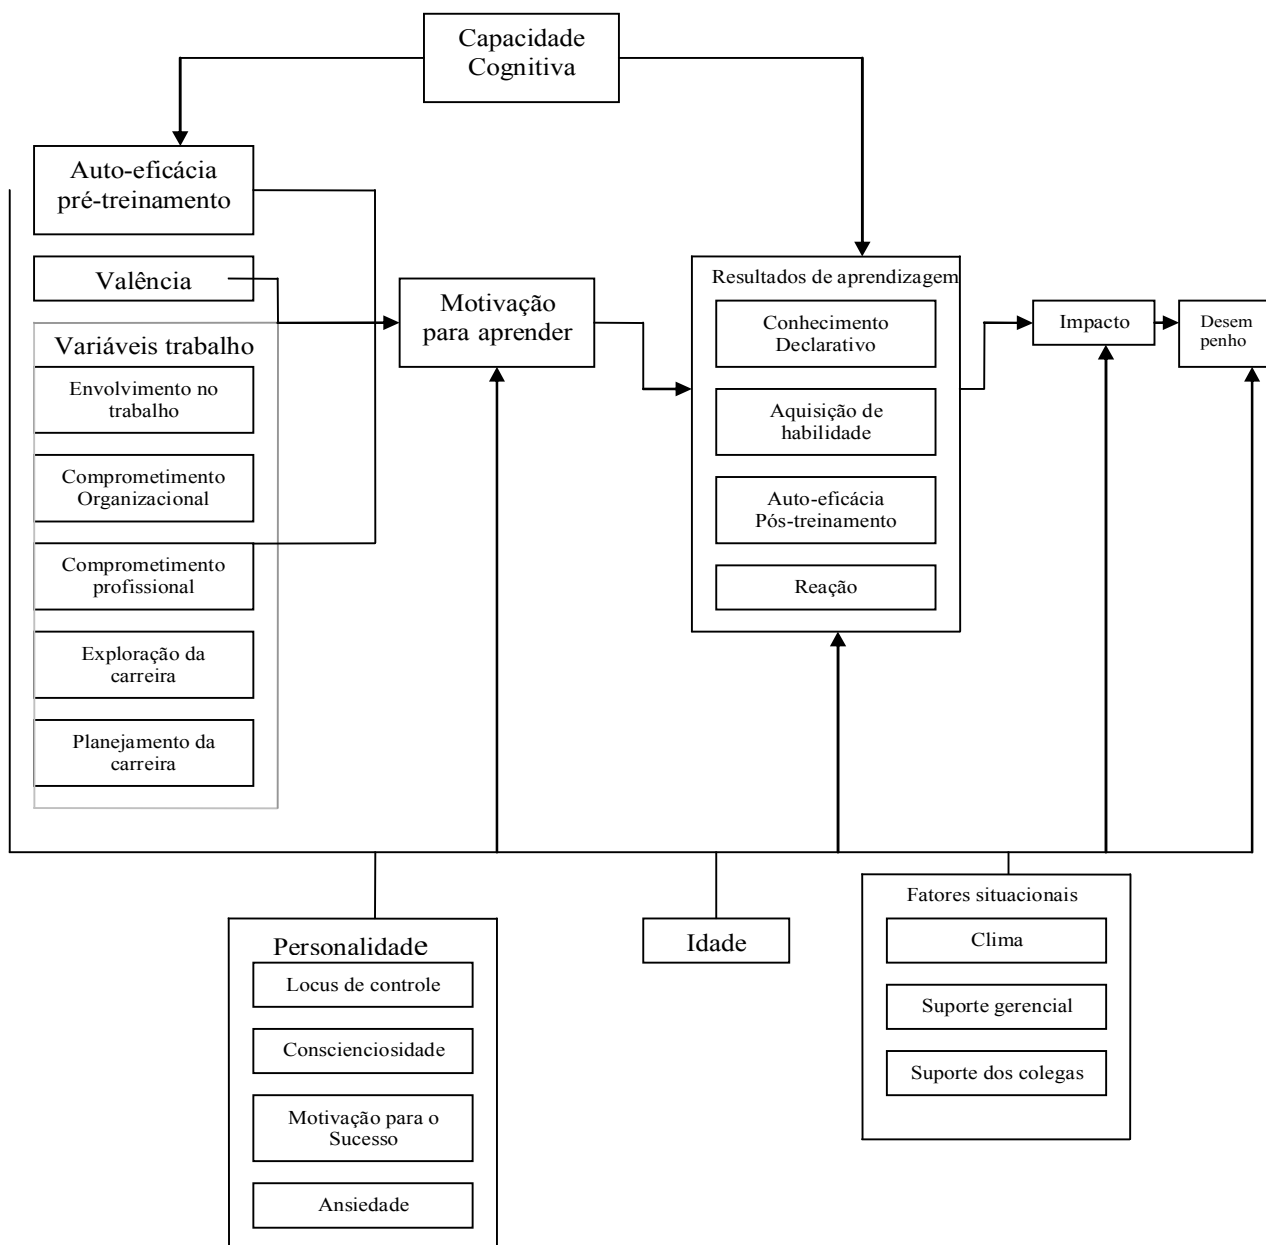 Capacidade
Cognitiva
Auto-eficácia
pré-treinamento
Valência
Variáveis trabalho
Envolvimento no
trabalho
Comprometimento
Organizacional
Comprometimento
profissional
Exploração da
carreira
Planejamento da
carreira
Motivação
para aprender
Resultados de aprendizagem
Conhecimento
Declarativo
Aquisição de
habilidade
Auto-eficácia
Pós-treinamento
Reação
Impacto
Desem
penho
Personalidade
Locus de controle
Conscienciosidade
Motivação para o
Sucesso
Ansiedade
Idade
Fatores situacionais
Clima
Suporte gerencial
Suporte dos colegas